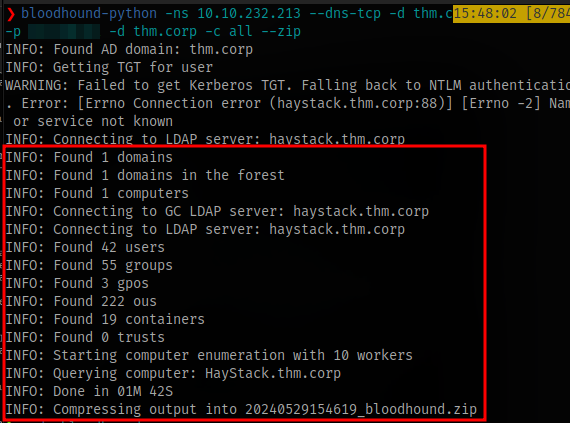 ❯ bloodhound-python -ns 10.10.232.213 --dns-tcp -d thm.c15:48:02 [8/784
-p -d thm.corp -c all --zip
INFO: Found AD domain: thm.corp
INFO: Getting TGT for user
WARNING: Failed to get Kerberos TGT. Falling back to NTLM authenticatio
. Error: [Errno Connection error (haystack.thm.corp:88)] [Errno -2] Nam
 or service not known
INFO: Connecting to LDAP server: haystack.thm.corp
INFO: Found 1 domains
INFO: Found 1 domains in the forest
INFO: Found 1 computers
INFO: Connecting to GC LDAP server: haystack.thm.corp
INFO: Connecting to LDAP server: haystack.thm.corp
INFO: Found 42 users
INFO: Found 55 groups
INFO: Found 3 gpos
INFO: Found 222 ous
INFO: Found 19 containers
INFO: Found 0 trusts
INFO: Starting computer enumeration with 10 workers
INFO: Querying computer: HayStack.thm.corp
INFO: Done in 01M 42S
INFO: Compressing output into 20240529154619_bloodhound.zip